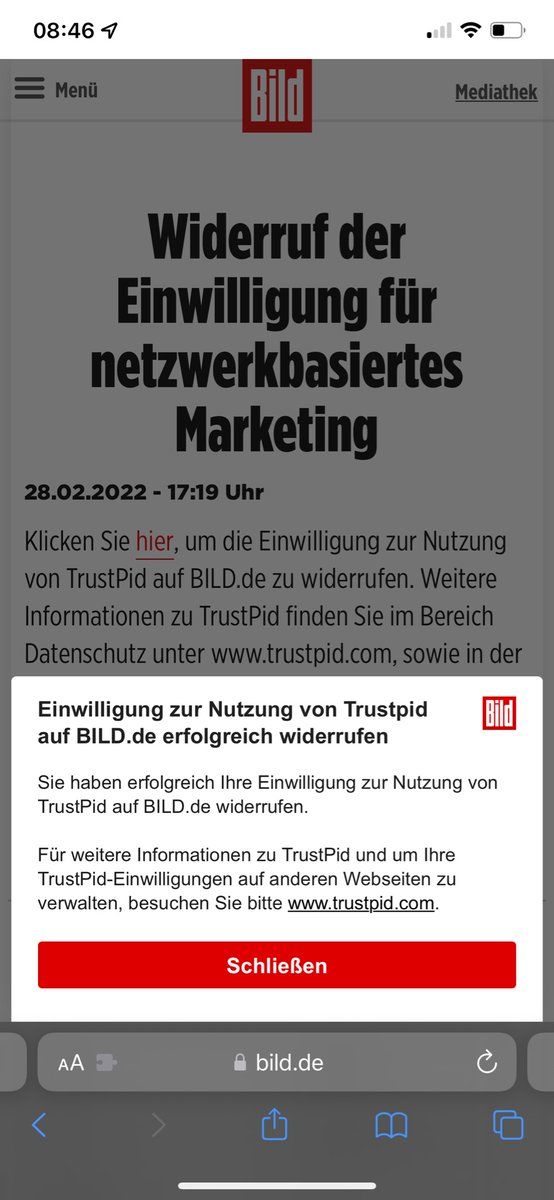 08:46
Menü
Bild
Mediathek
Widerruf der
Einwilligung für
netzwerkbasiertes
Marketing
28.02.2022 - 17:19 Uhr
Klicken Sie hier, um die Einwilligung zur Nutzung
von TrustPid auf BILD.de zu widerrufen. Weitere
Informationen zu TrustPid finden Sie im Bereich
Datenschutz unter www.trustpid.com, sowie in der
Einwilligung zur Nutzung von Trustpid
auf BILD.de erfolgreich widerrufen
Bild
Sie haben erfolgreich Ihre Einwilligung zur Nutzung von
TrustPid auf BILD.de widerrufen.
Für weitere Informationen zu TrustPid und um Ihre
TrustPid-Einwilligungen auf anderen Webseiten zu
verwalten, besuchen Sie bitte www.trustpid.com.
Schließen
AA
bild.de